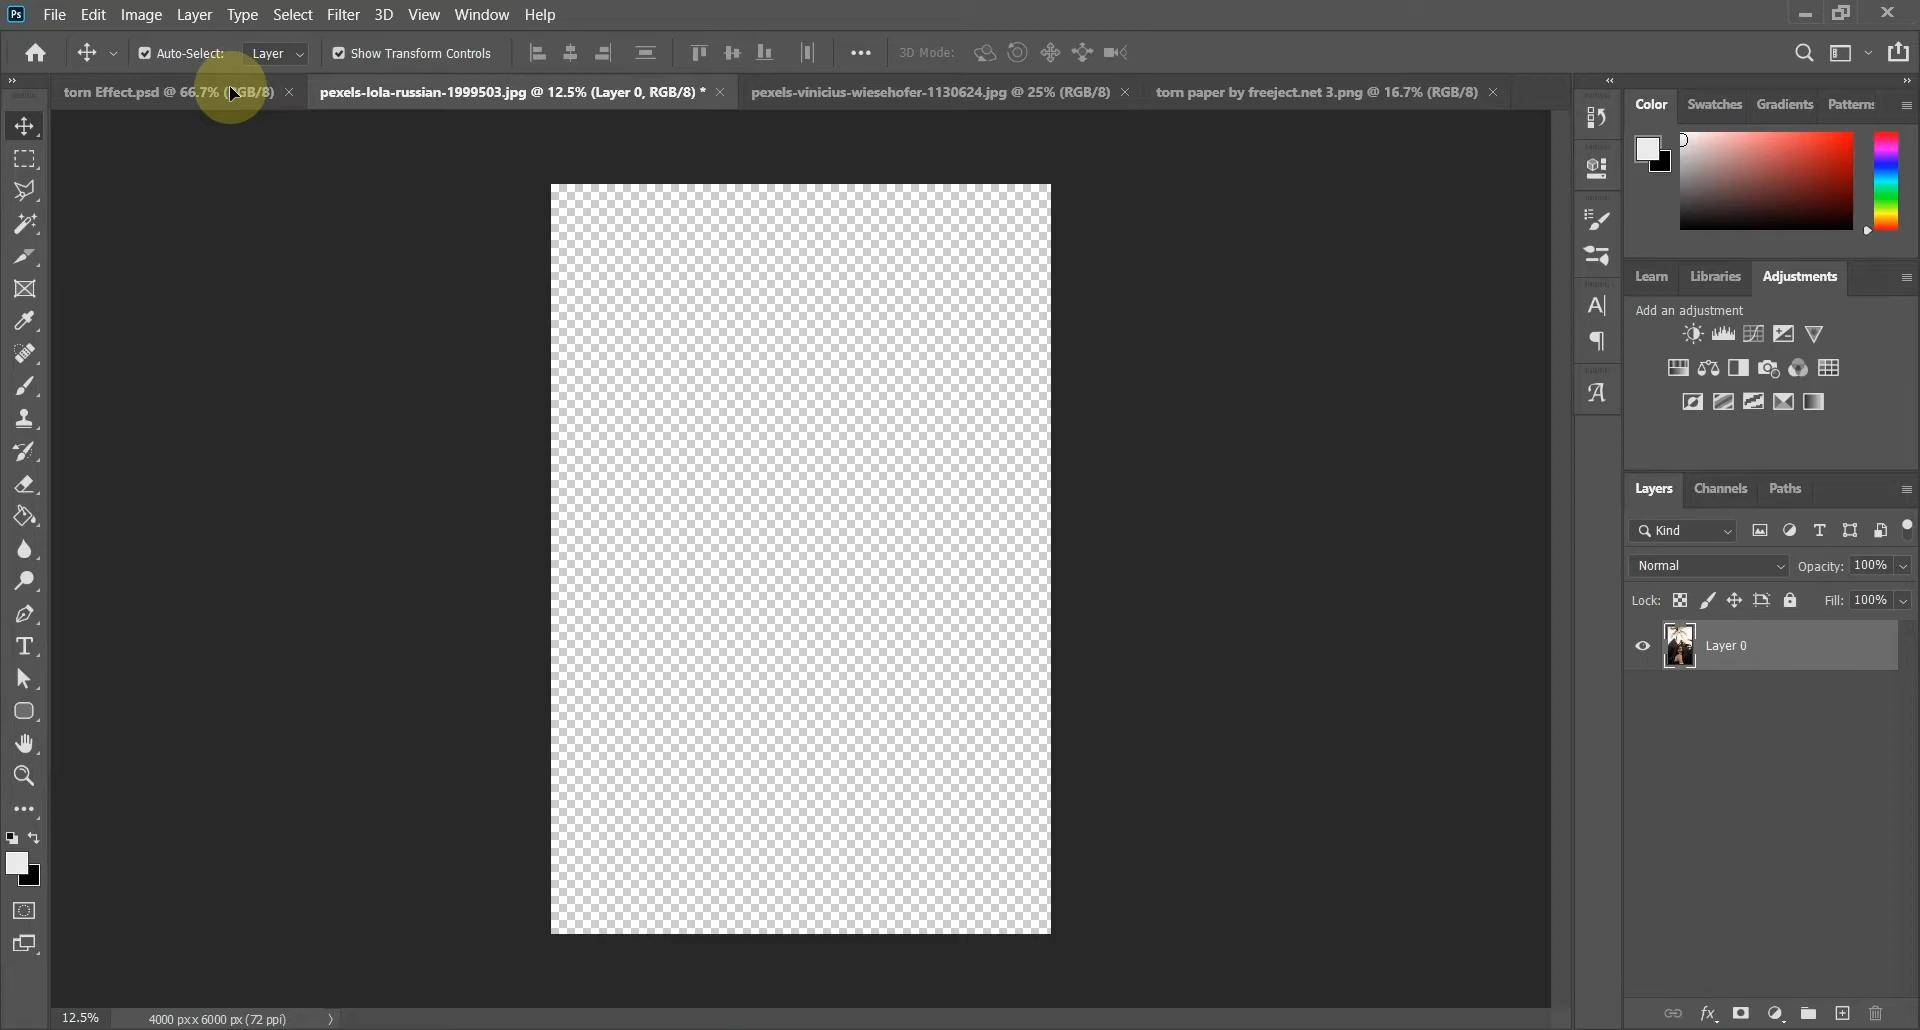 Ps File Edit Image Layer Type Select Filter 3D View Window Help
Auto-Select: Layer Show Transform Controls 3D Mode:
torn Effect.psd @ 66.7% (RGB/8) × pexels-lola-russian-1999503.jpg @ 12.5% (Layer 0, RGB/8) * × pexels-vinicius-wiesehofer-1130624.jpg @ 25% (RGB/8) × torn paper by freeject.net 3.png @ 16.7% (RGB/8) ×
Color Swatches Gradients Patterns
Learn Libraries Adjustments
Add an adjustment
Layers Channels Paths
Kind
Normal Opacity: 100%
Lock: Fill: 100%
Layer 0
12.5% 4000 px x 6000 px (72 ppi)